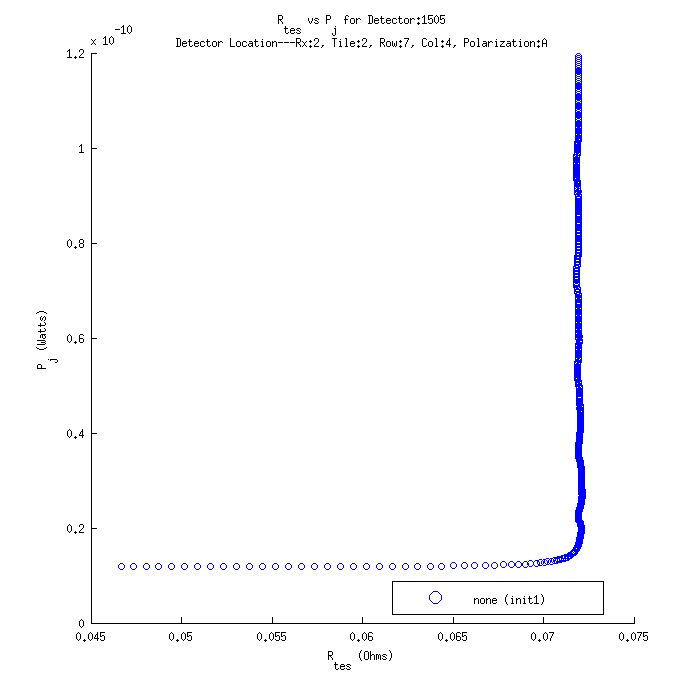 R_tes vs P_j for Detector:1505
Detector Location---Rx:2, Tile:2, Row:7, Col:4, Polarization:A
x 10^-10
1.2
1
0.8
0.6
0.4
0.2
0
P_j (Watts)
none (init1)
0.045 0.05 0.055 0.06 0.065 0.07 0.075
R_tes (Ohms)